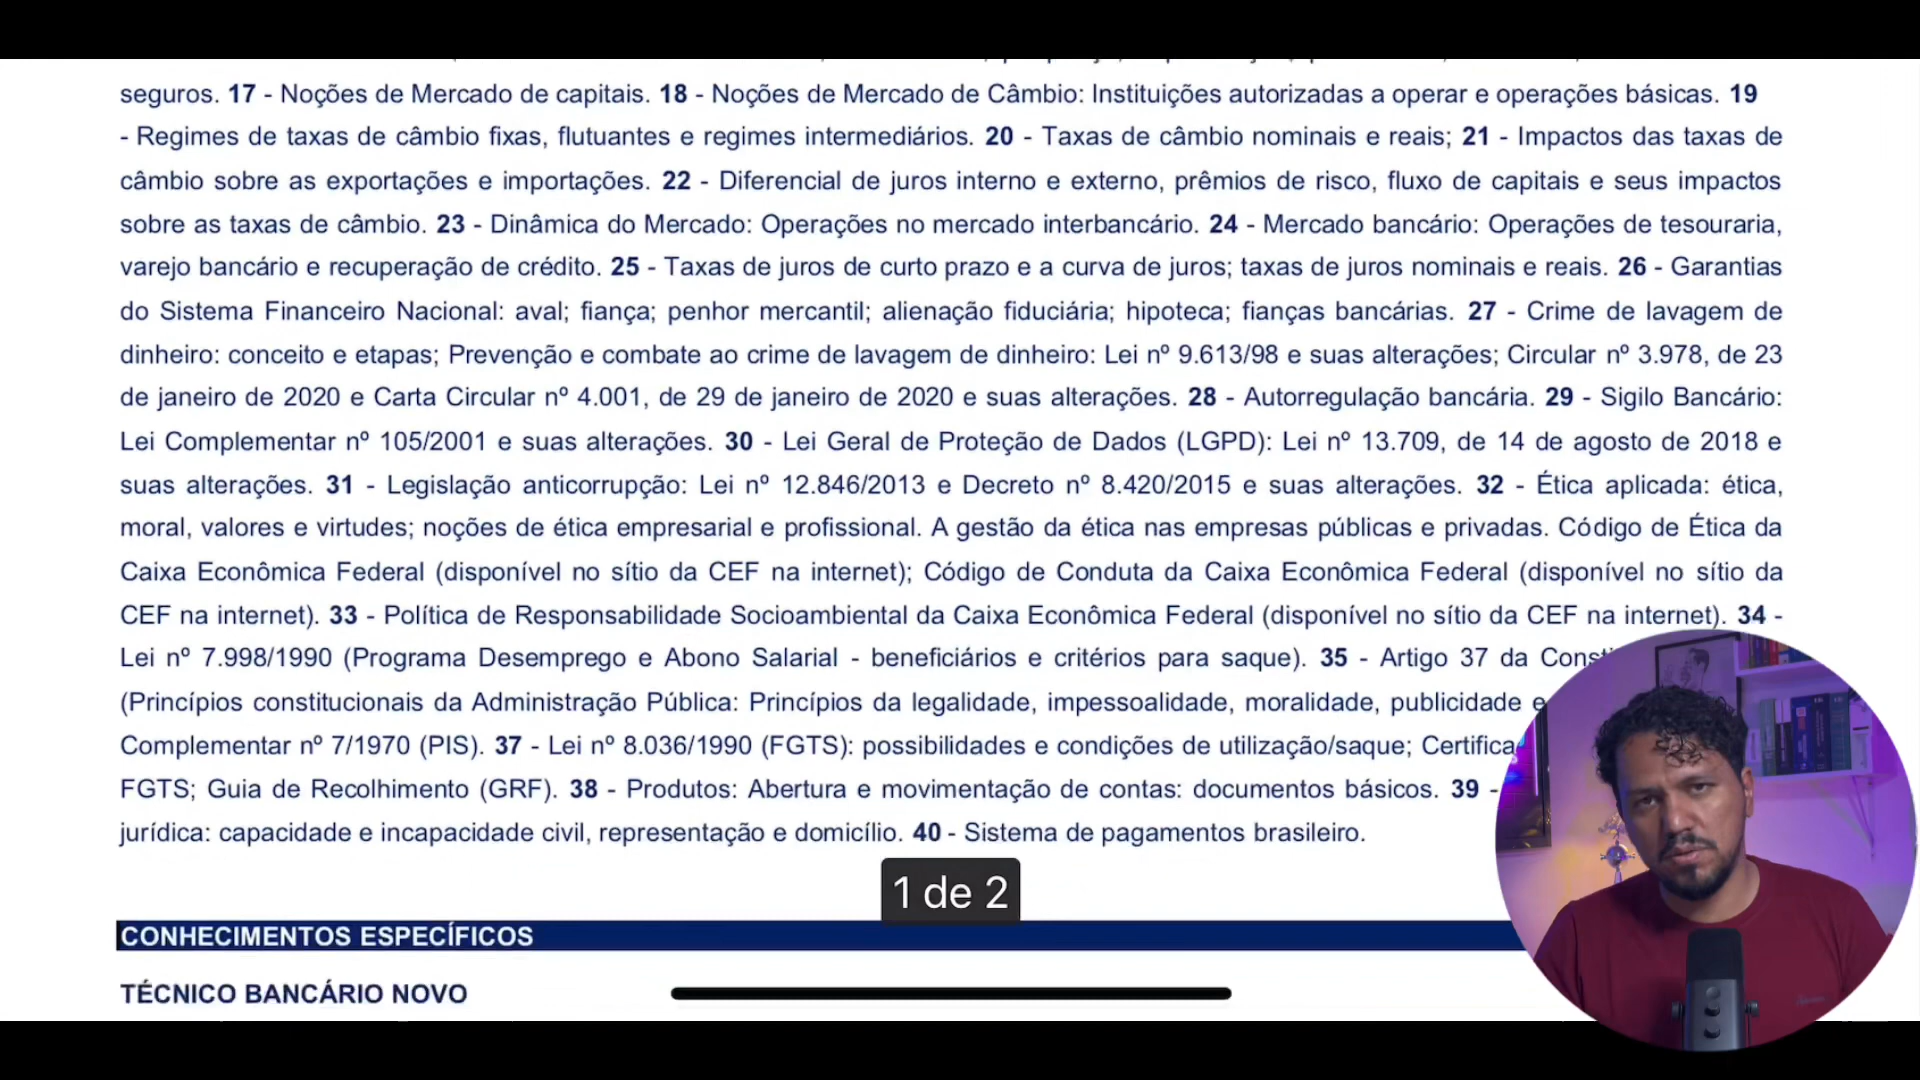 seguros. 17 - Noções de Mercado de capitais. 18 - Noções de Mercado de Câmbio: Instituições autorizadas a operar e operações básicas. 19
- Regimes de taxas de câmbio fixas, flutuantes e regimes intermediários. 20 - Taxas de câmbio nominais e reais; 21 - Impactos das taxas de
câmbio sobre as exportações e importações. 22 - Diferencial de juros interno e externo, prêmios de risco, fluxo de capitais e seus impactos
sobre as taxas de câmbio. 23 - Dinâmica do Mercado: Operações no mercado interbancário. 24 - Mercado bancário: Operações de tesouraria,
varejo bancário e recuperação de crédito. 25 - Taxas de juros de curto prazo e a curva de juros; taxas de juros nominais e reais. 26 - Garantias
do Sistema Financeiro Nacional: aval; fiança; penhor mercantil; alienação fiduciária; hipoteca; fianças bancárias. 27 - Crime de lavagem de
dinheiro: conceito e etapas; Prevenção e combate ao crime de lavagem de dinheiro: Lei nº 9.613/98 e suas alterações; Circular nº 3.978, de 23
de janeiro de 2020 e Carta Circular nº 4.001, de 29 de janeiro de 2020 e suas alterações. 28 - Autorregulação bancária. 29 - Sigilo Bancário:
Lei Complementar nº 105/2001 e suas alterações. 30 - Lei Geral de Proteção de Dados (LGPD): Lei nº 13.709, de 14 de agosto de 2018 e
suas alterações. 31 - Legislação anticorrupção: Lei nº 12.846/2013 e Decreto nº 8.420/2015 e suas alterações. 32 - Ética aplicada: ética,
moral, valores e virtudes; noções de ética empresarial e profissional. A gestão da ética nas empresas públicas e privadas. Código de Ética da
Caixa Econômica Federal (disponível no sítio da CEF na internet); Código de Conduta da Caixa Econômica Federal (disponível no sítio da
CEF na internet). 33 - Política de Responsabilidade Socioambiental da Caixa Econômica Federal (disponível no sítio da CEF na internet). 34 -
Lei nº 7.998/1990 (Programa Desemprego e Abono Salarial - beneficiários e critérios para saque). 35 - Artigo 37 da
(Princípios constitucionais da Administração Pública: Princípios da legalidade, impessoalidade, moralidade, publicidade e
Complementar nº 7/1970 (PIS). 37 - Lei nº 8.036/1990 (FGTS): possibilidades e condições de utilização/saque;
FGTS; Guia de Recolhimento (GRF). 38 - Produtos: Abertura e movimentação de contas: documentos básicos. 39 -
jurídica: capacidade e incapacidade civil, representação e domicílio. 40 - Sistema de pagamentos brasileiro.
1 de 2
CONHECIMENTOS ESPECÍFICOS
TÉCNICO BANCÁRIO NOVO